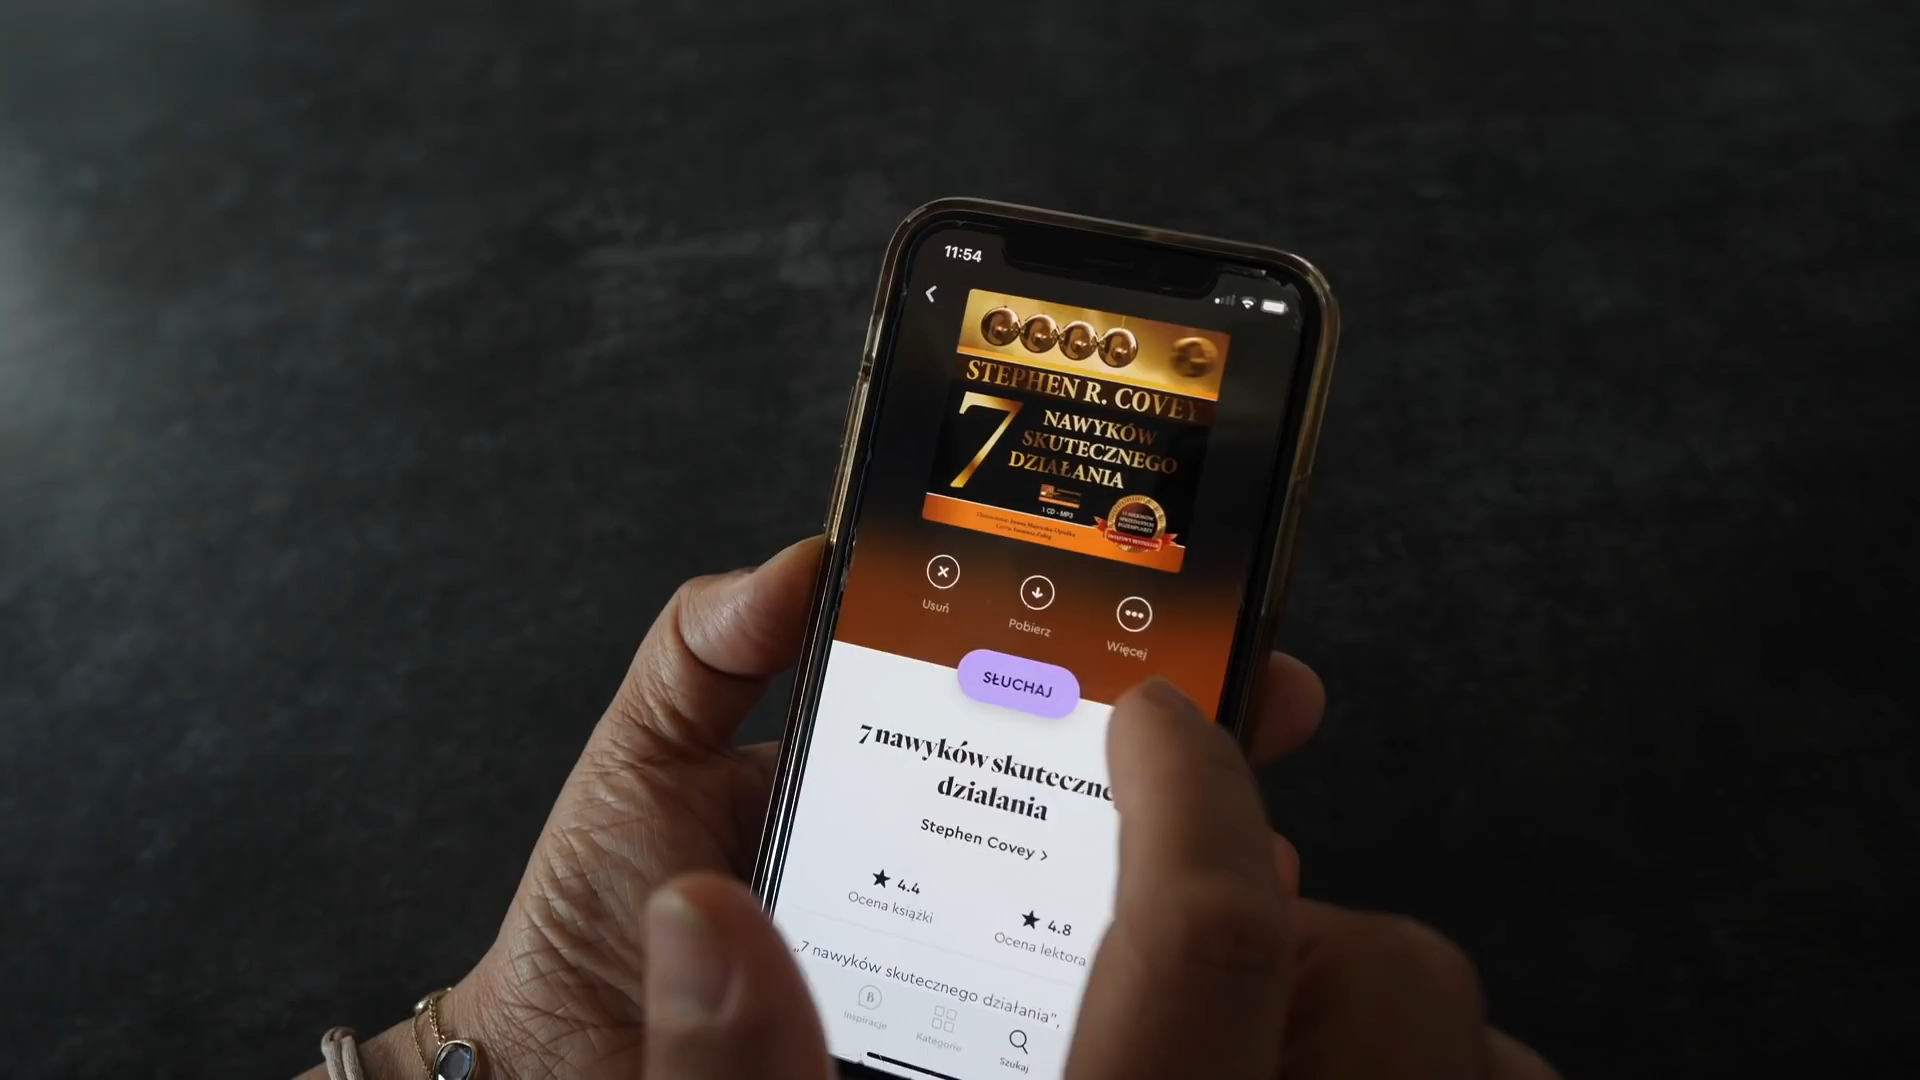 11:54
STEPHEN R. COVEY
7
NAWYKÓW
SKUTECZNEGO
DZIAŁANIA
1 CD - MP3
Usuń
Pobierz
Więcej
SŁUCHAJ
7 nawyków skuteczne
działania
Stephen Covey >
★ 4.4
Ocena książki
★ 4.8
Ocena lektora
„7 nawyków skutecznego działania”,
Inspiracje
Kategorie
Szukaj